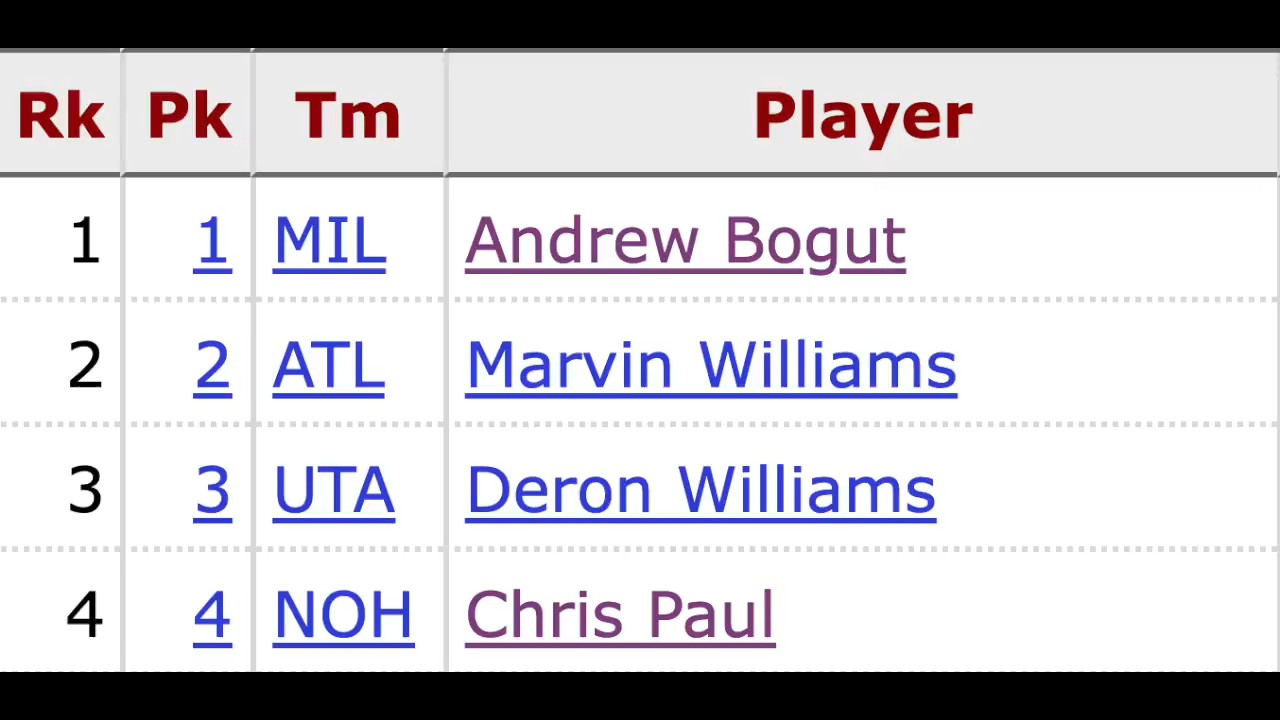 Rk Pk Tm Player
1 1 MIL Andrew Bogut
2 2 ATL Marvin Williams
3 3 UTA Deron Williams
4 4 NOH Chris Paul